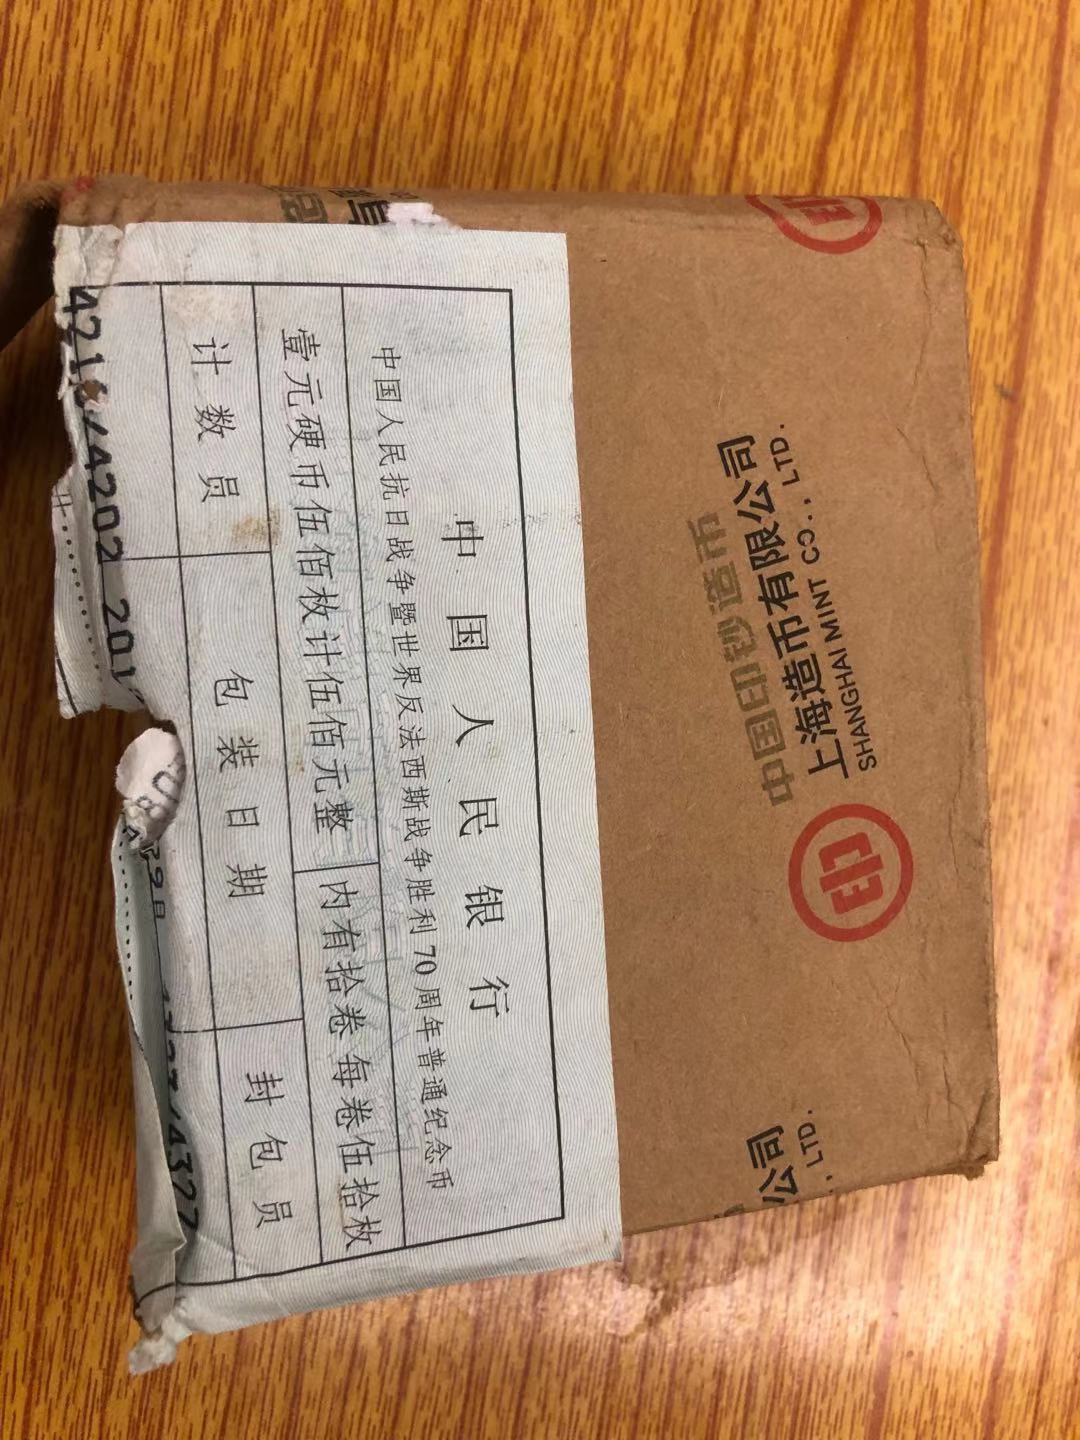 中国人民银行
中国人民抗日战争暨世界反法西斯战争胜利70周年普通纪念币
壹元硬币伍佰枚计伍佰元整
内有拾卷每卷伍拾枚
计数员
包装日期
封包员
中国印钞造币
上海造币有限公司
SHANGHAI MINT CO., LTD.
公司
., LTD.